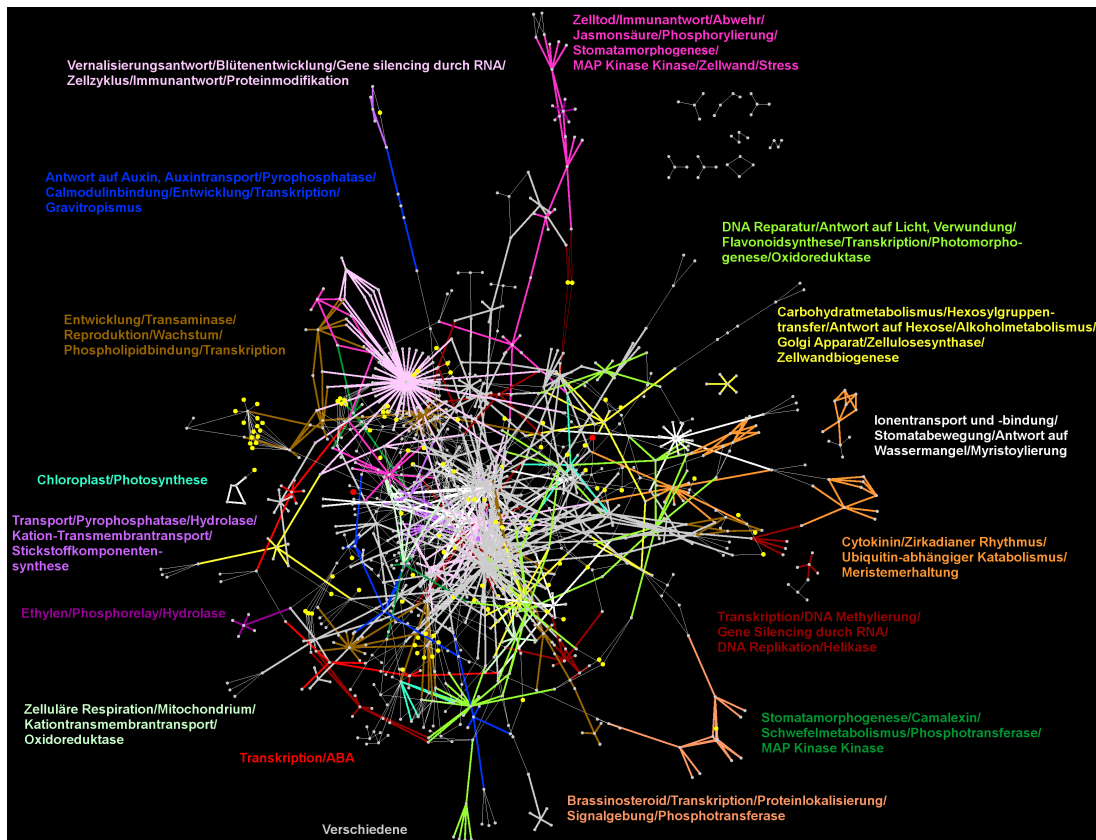 Zelltod/Immunantwort/Abwehr/
Jasmonsäure/Phosphorylierung/
Stomatamorphogenese/
MAP Kinase Kinase/Zellwand/Stress
Vernalisierungsantwort/Blütenentwicklung/Gene silencing durch RNA/
Zellzyklus/Immunantwort/Proteinmodifikation
Antwort auf Auxin, Auxintransport/Pyrophosphatase/
Calmodulinbindung/Entwicklung/Transkription/
Gravitropismus
DNA Reparatur/Antwort auf Licht, Verwundung/
Flavonoidsynthese/Transkription/Photomorpho-
genese/Oxidoreduktase
Entwicklung/Transaminase/
Reproduktion/Wachstum/
Phospholipidbindung/Transkription
Carbohydratmetabolismus/Hexosylgruppen-
transfer/Antwort auf Hexose/Alkoholmetabolismus/
Golgi Apparat/Zellulosesynthase/
Zellwandbiogenese
Ionentransport und -bindung/
Stomatabewegung/Antwort auf
Wassermangel/Myristoylierung
Chloroplast/Photosynthese
Transport/Pyrophosphatase/Hydrolase/
Kation-Transmembrantransport/
Stickstoffkomponenten-
synthese
Cytokinin/Zirkadianer Rhythmus/
Ubiquitin-abhängiger Katabolismus/
Meristemerhaltung
Ethylen/Phosphorelay/Hydrolase
Transkription/DNA Methylierung/
Gene Silencing durch RNA/
DNA Replikation/Helikase
Zelluläre Respiration/Mitochondrium/
Kationtransmembrantransport/
Oxidoreduktase
Stomatamorphogenese/Camalexin/
Schwefelmetabolismus/Phosphotransferase/
MAP Kinase Kinase
Transkription/ABA
Brassinosteroid/Transkription/Proteinlokalisierung/
Signalgebung/Phosphotransferase
Verschiedene